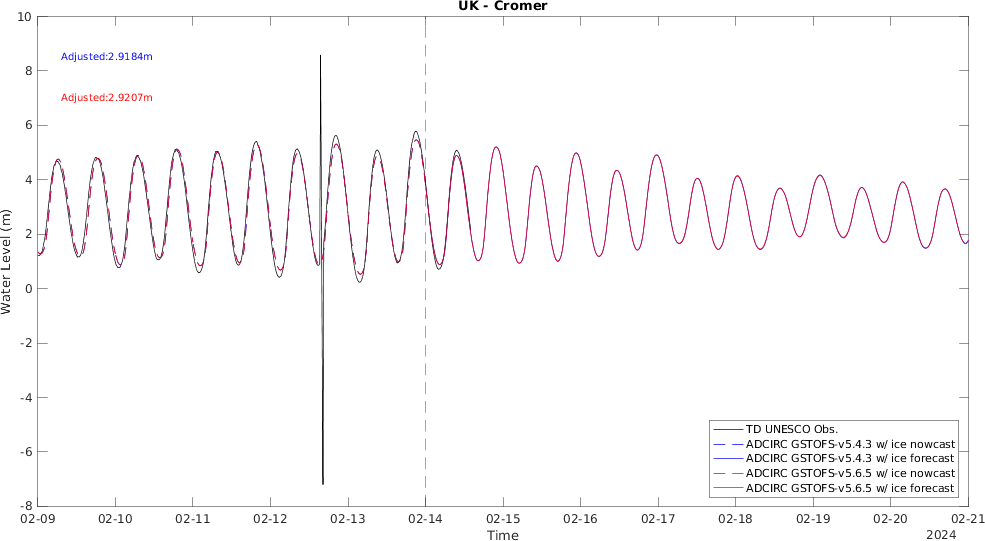 UK - Cromer
10
8
6
4
2
0
-2
-4
-6
-8
Water Level (m)
Adjusted:2.9184m
Adjusted:2.9207m
TD UNESCO Obs.
ADCIRC GSTOFS-v5.4.3 w/ ice nowcast
ADCIRC GSTOFS-v5.4.3 w/ ice forecast
ADCIRC GSTOFS-v5.6.5 w/ ice nowcast
ADCIRC GSTOFS-v5.6.5 w/ ice forecast
02-09 02-10 02-11 02-12 02-13 02-14 02-15 02-16 02-17 02-18 02-19 02-20 02-21
Time
2024